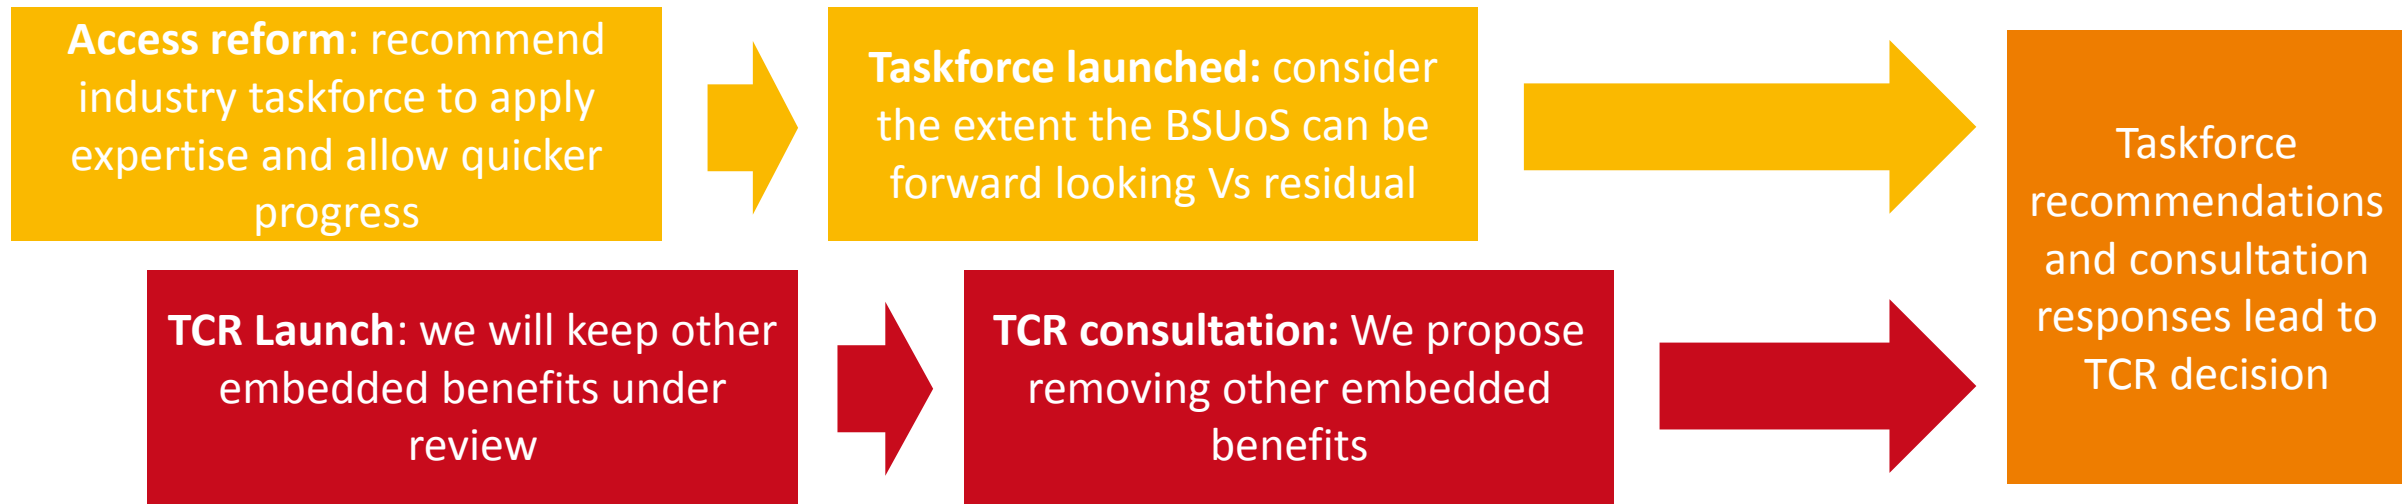 Access reform: recommend
industry taskforce to apply
expertise and allow quicker
progress
Taskforce launched: consider
the extent the BSUoS can be
forward looking Vs residual
TCR Launch: we will keep other
embedded benefits under
review
TCR consultation: We propose
removing other embedded
benefits
Taskforce
recommendations
and consultation
responses lead to
TCR decision